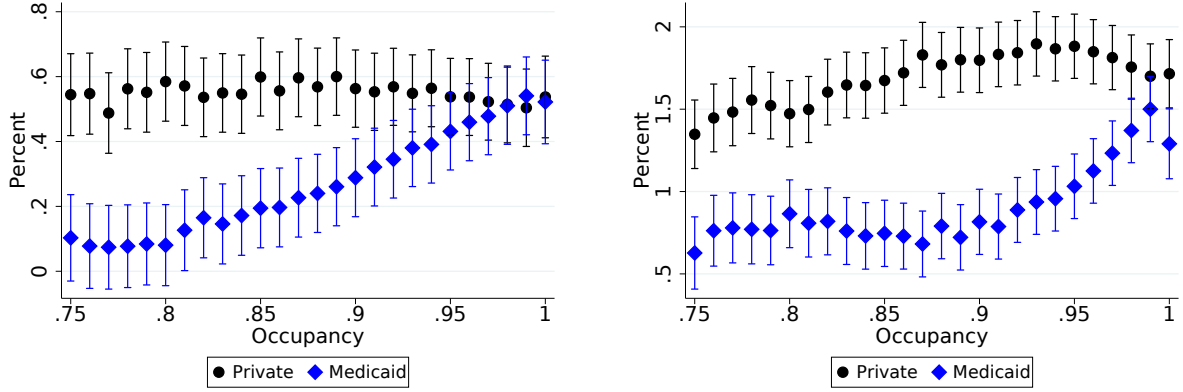 Percent
.8
.6
.4
.2
0
.75 .8 .85 .9 .95 1
Occupancy
Private Medicaid
Percent
2
1.5
1
.5
.75 .8 .85 .9 .95 1
Occupancy
Private Medicaid